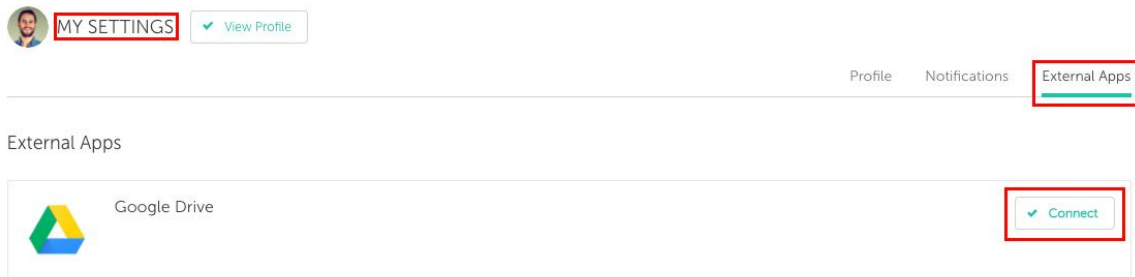 MY SETTINGS View Profile
Profile Notifications External Apps
External Apps
Google Drive Connect